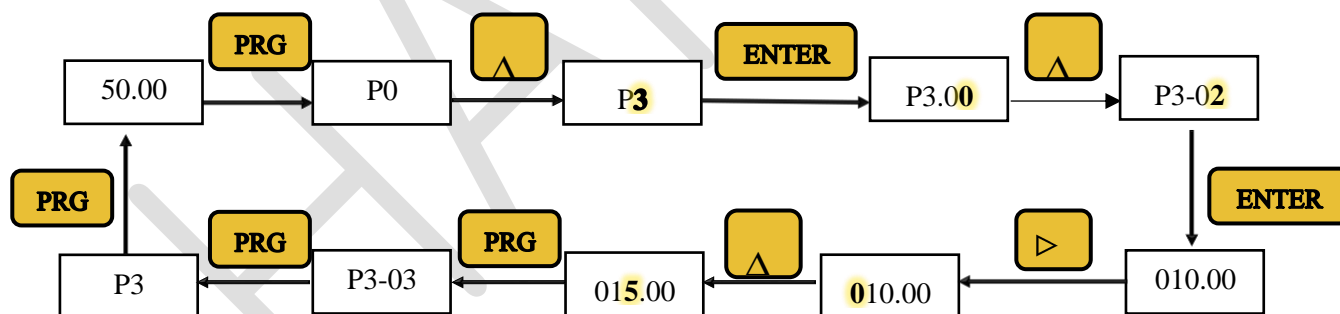 PRG
Δ
ENTER
Δ
50.00
P0
P3
P3.00
P3-02
PRG
PRG
PRG
Δ
▷
ENTER
P3
P3-03
015.00
010.00
010.00